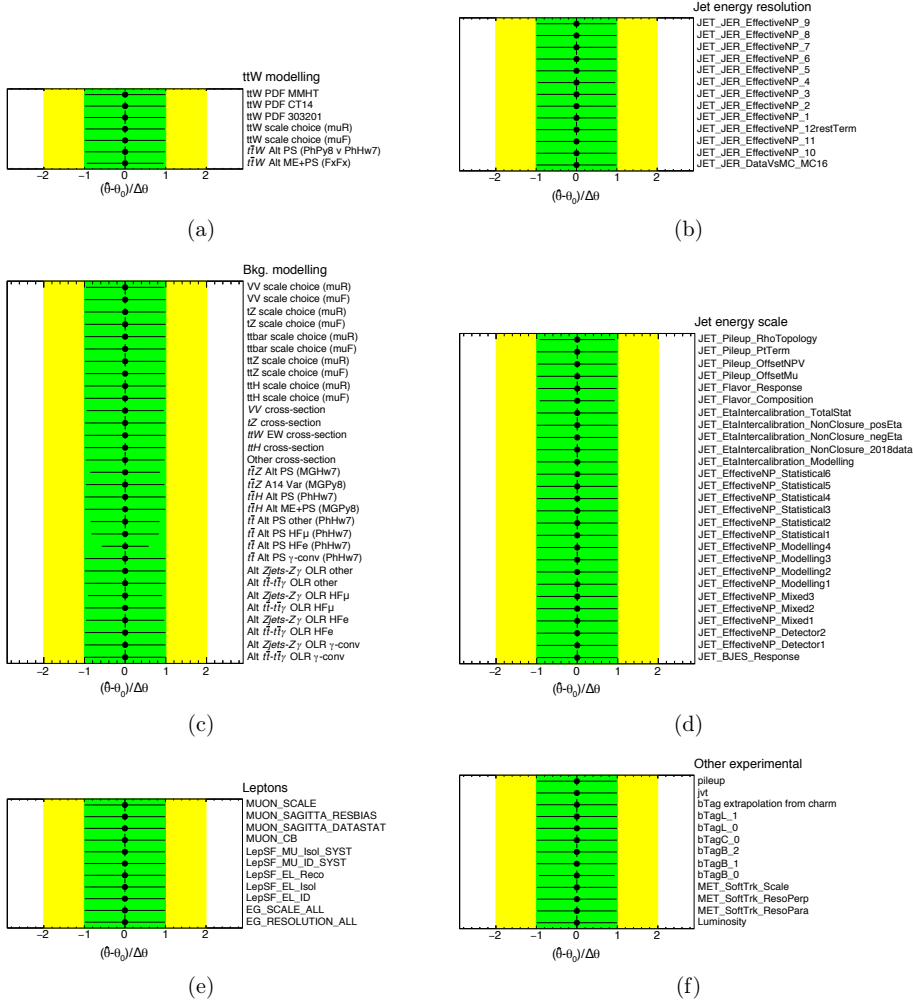 ttW modelling
ttW PDF MMHT
ttW PDF CT14
ttW PDF 303201
ttW scale choice (muR)
ttW scale choice (muF)
tt̄W Alt PS (PhPy8 v PhHw7)
tt̄W Alt ME+PS (FxFx)
−2 −1 0 1 2
(θ̂-θ₀)/Δθ
(a)
Jet energy resolution
JET_JER_EffectiveNP_9
JET_JER_EffectiveNP_8
JET_JER_EffectiveNP_7
JET_JER_EffectiveNP_6
JET_JER_EffectiveNP_5
JET_JER_EffectiveNP_4
JET_JER_EffectiveNP_3
JET_JER_EffectiveNP_2
JET_JER_EffectiveNP_1
JET_JER_EffectiveNP_12restTerm
JET_JER_EffectiveNP_11
JET_JER_EffectiveNP_10
JET_JER_DataVsMC_MC16
−2 −1 0 1 2
(θ̂-θ₀)/Δθ
(b)
Bkg. modelling
VV scale choice (muR)
VV scale choice (muF)
tZ scale choice (muR)
tZ scale choice (muF)
ttbar scale choice (muR)
ttbar scale choice (muF)
ttZ scale choice (muR)
ttZ scale choice (muF)
ttH scale choice (muR)
ttH scale choice (muF)
VV cross-section
tZ cross-section
ttW EW cross-section
ttH cross-section
Other cross-section
tt̄Z Alt PS (MGHw7)
tt̄Z A14 Var (MGPy8)
tt̄H Alt PS (PhHw7)
tt̄H Alt ME+PS (MGPy8)
tt̄ Alt PS other (PhHw7)
tt̄ Alt PS HFμ (PhHw7)
tt̄ Alt PS HFe (PhHw7)
tt̄ Alt PS γ-conv (PhHw7)
Alt Zjets-Zγ OLR other
Alt tt̄-tt̄γ OLR other
Alt Zjets-Zγ OLR HFμ
Alt tt̄-tt̄γ OLR HFμ
Alt Zjets-Zγ OLR HFe
Alt tt̄-tt̄γ OLR HFe
Alt Zjets-Zγ OLR γ-conv
Alt tt̄-tt̄γ OLR γ-conv
−2 −1 0 1 2
(θ̂-θ₀)/Δθ
(c)
Jet energy scale
JET_Pileup_RhoTopology
JET_Pileup_PtTerm
JET_Pileup_OffsetNPV
JET_Pileup_OffsetMu
JET_Flavor_Response
JET_Flavor_Composition
JET_EtaIntercalibration_TotalStat
JET_EtaIntercalibration_NonClosure_posEta
JET_EtaIntercalibration_NonClosure_negEta
JET_EtaIntercalibration_NonClosure_2018data
JET_EtaIntercalibration_Modelling
JET_EffectiveNP_Statistical6
JET_EffectiveNP_Statistical5
JET_EffectiveNP_Statistical4
JET_EffectiveNP_Statistical3
JET_EffectiveNP_Statistical2
JET_EffectiveNP_Statistical1
JET_EffectiveNP_Modelling4
JET_EffectiveNP_Modelling3
JET_EffectiveNP_Modelling2
JET_EffectiveNP_Modelling1
JET_EffectiveNP_Mixed3
JET_EffectiveNP_Mixed2
JET_EffectiveNP_Mixed1
JET_EffectiveNP_Detector2
JET_EffectiveNP_Detector1
JET_BJES_Response
−2 −1 0 1 2
(θ̂-θ₀)/Δθ
(d)
Leptons
MUON_SCALE
MUON_SAGITTA_RESBIAS
MUON_SAGITTA_DATASTAT
MUON_CB
LepSF_MU_Isol_SYST
LepSF_MU_ID_SYST
LepSF_EL_Reco
LepSF_EL_Isol
LepSF_EL_ID
EG_SCALE_ALL
EG_RESOLUTION_ALL
−2 −1 0 1 2
(θ̂-θ₀)/Δθ
(e)
Other experimental
pileup
jvt
bTag extrapolation from charm
bTagL_1
bTagL_0
bTagC_0
bTagB_2
bTagB_1
bTagB_0
MET_SoftTrk_Scale
MET_SoftTrk_ResoPerp
MET_SoftTrk_ResoPara
Luminosity
−2 −1 0 1 2
(θ̂-θ₀)/Δθ
(f)